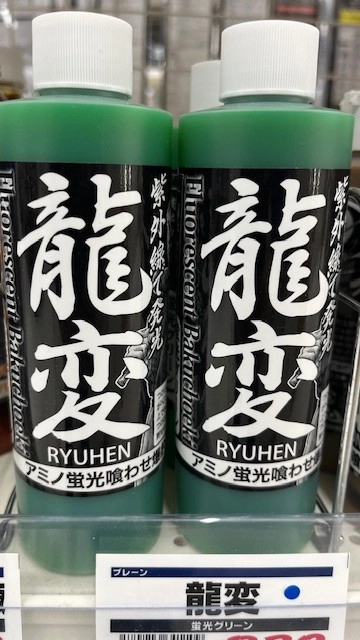 紫外線で発光
龍変
Fluorescent Bakuchock
RYUHEN
アミノ蛍光喰わせ
紫外線で発光
龍変
Fluorescent Bakuchock
RYUHEN
アミノ蛍光喰わせ
プレーン
龍変
蛍光グリーン